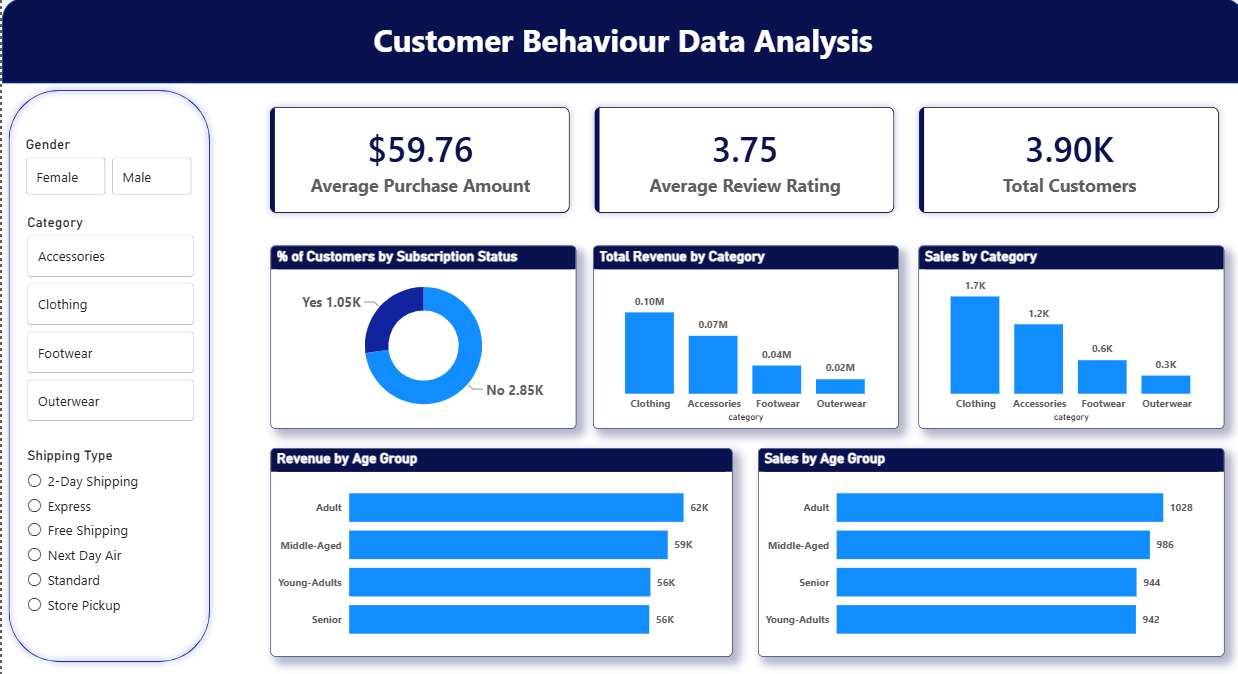 Customer Behaviour Data Analysis
Gender
Female
Male
Category
Accessories
Clothing
Footwear
Outerwear
Shipping Type
2-Day Shipping
Express
Free Shipping
Next Day Air
Standard
Store Pickup
$59.76
Average Purchase Amount
3.75
Average Review Rating
3.90K
Total Customers
% of Customers by Subscription Status
Yes 1.05K
No 2.85K
Total Revenue by Category
0.10M
0.07M
0.04M
0.02M
Clothing Accessories Footwear Outerwear
category
Sales by Category
1.7K
1.2K
0.6K
0.3K
Clothing Accessories Footwear Outerwear
category
Revenue by Age Group
Adult 62K
Middle-Aged 59K
Young-Adults 56K
Senior 56K
Sales by Age Group
Adult 1028
Middle-Aged 986
Senior 944
Young-Adults 942